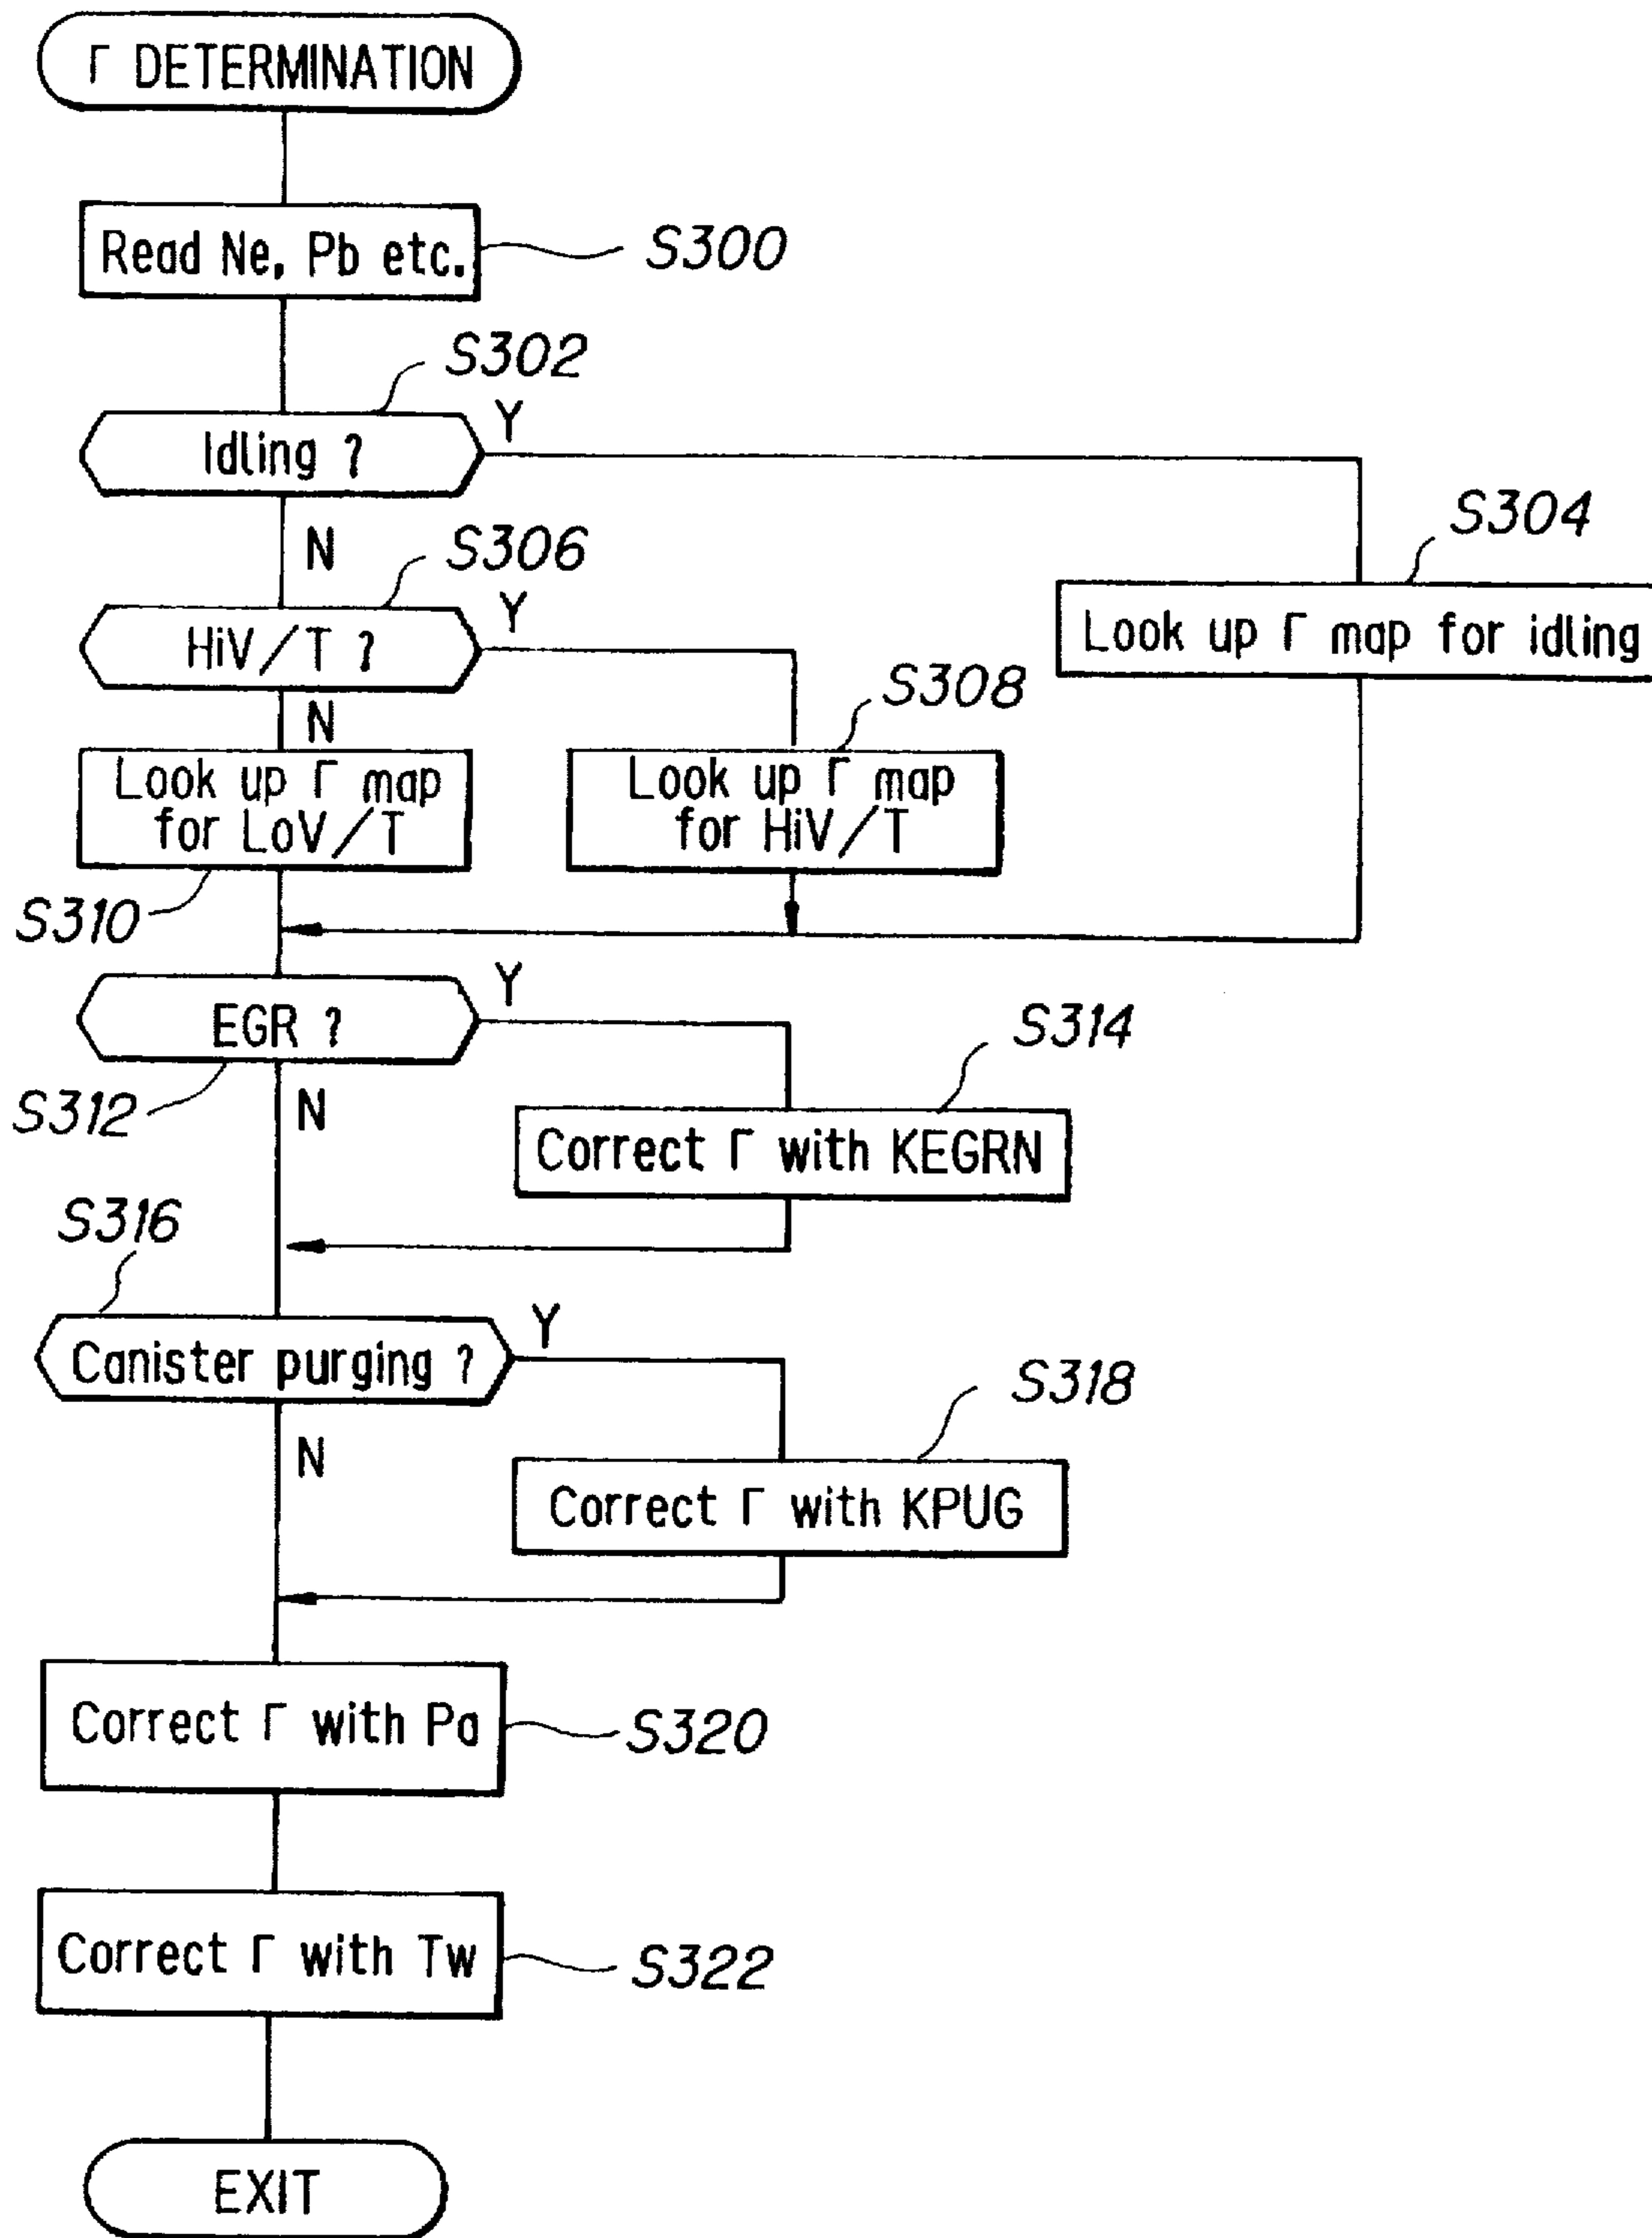 Γ DETERMINATION
Read Ne, Pb etc.
S300
S302
Idling ?
Y
N
S304
Look up Γ map for idling
S306
HiV/T ?
Y
N
S308
Look up Γ map
for HiV/T
Look up Γ map
for LoV/T
S310
EGR ?
Y
S312
N
S314
Correct Γ with KEGRN
S316
Canister purging ?
Y
N
S318
Correct Γ with KPUG
Correct Γ with Pa
S320
Correct Γ with Tw
S322
EXIT